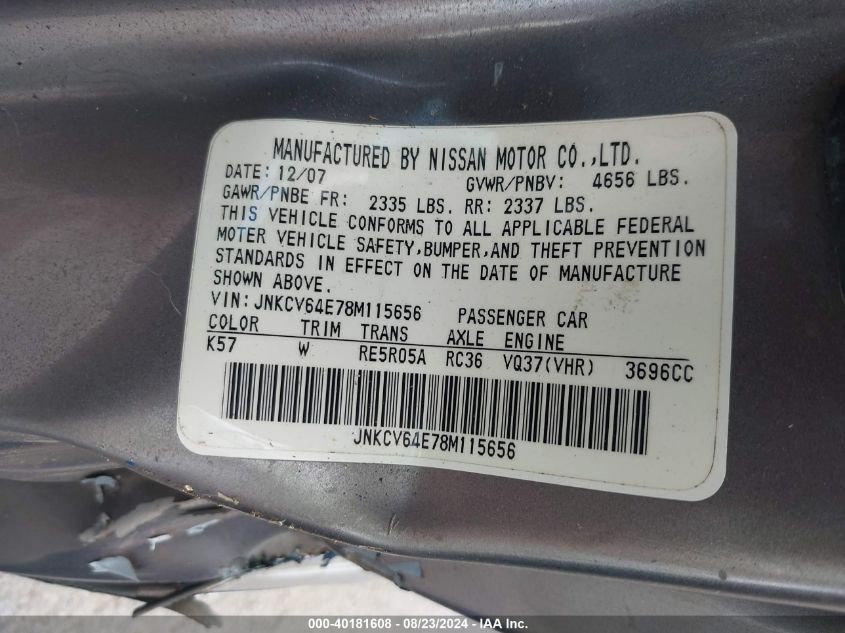 MANUFACTURED BY NISSAN MOTOR CO.,LTD.
DATE: 12/07 GVWR/PNBV: 4656 LBS.
GAWR/PNBE FR: 2335 LBS. RR: 2337 LBS.
THIS VEHICLE CONFORMS TO ALL APPLICABLE FEDERAL
MOTER VEHICLE SAFETY,BUMPER,AND THEFT PREVENTION
STANDARDS IN EFFECT ON THE DATE OF MANUFACTURE
SHOWN ABOVE.
VIN: JNKCV64E78M115656 PASSENGER CAR
COLOR TRIM TRANS AXLE ENGINE
K57 W RE5R05A RC36 VQ37(VHR) 3696CC
JNKCV64E78M115656
000-40181608 - 08/23/2024 - IAA Inc.